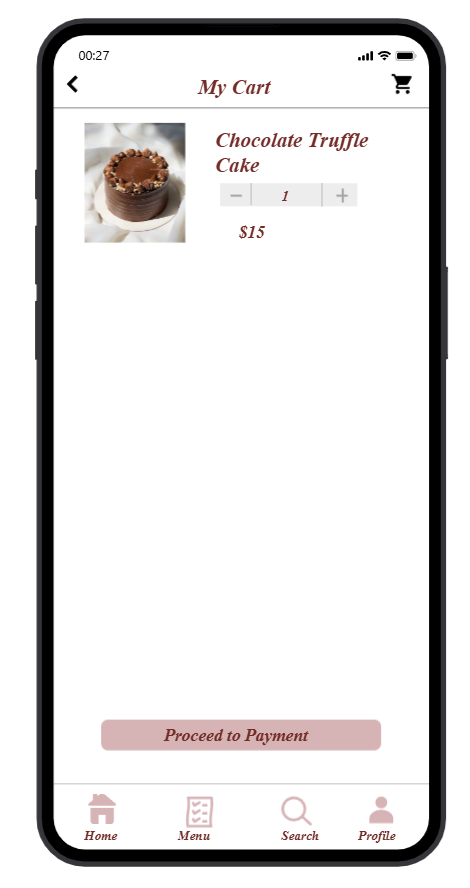 00:27
My Cart
Chocolate Truffle
Cake
1
$15
Proceed to Payment
Home Menu Search Profile